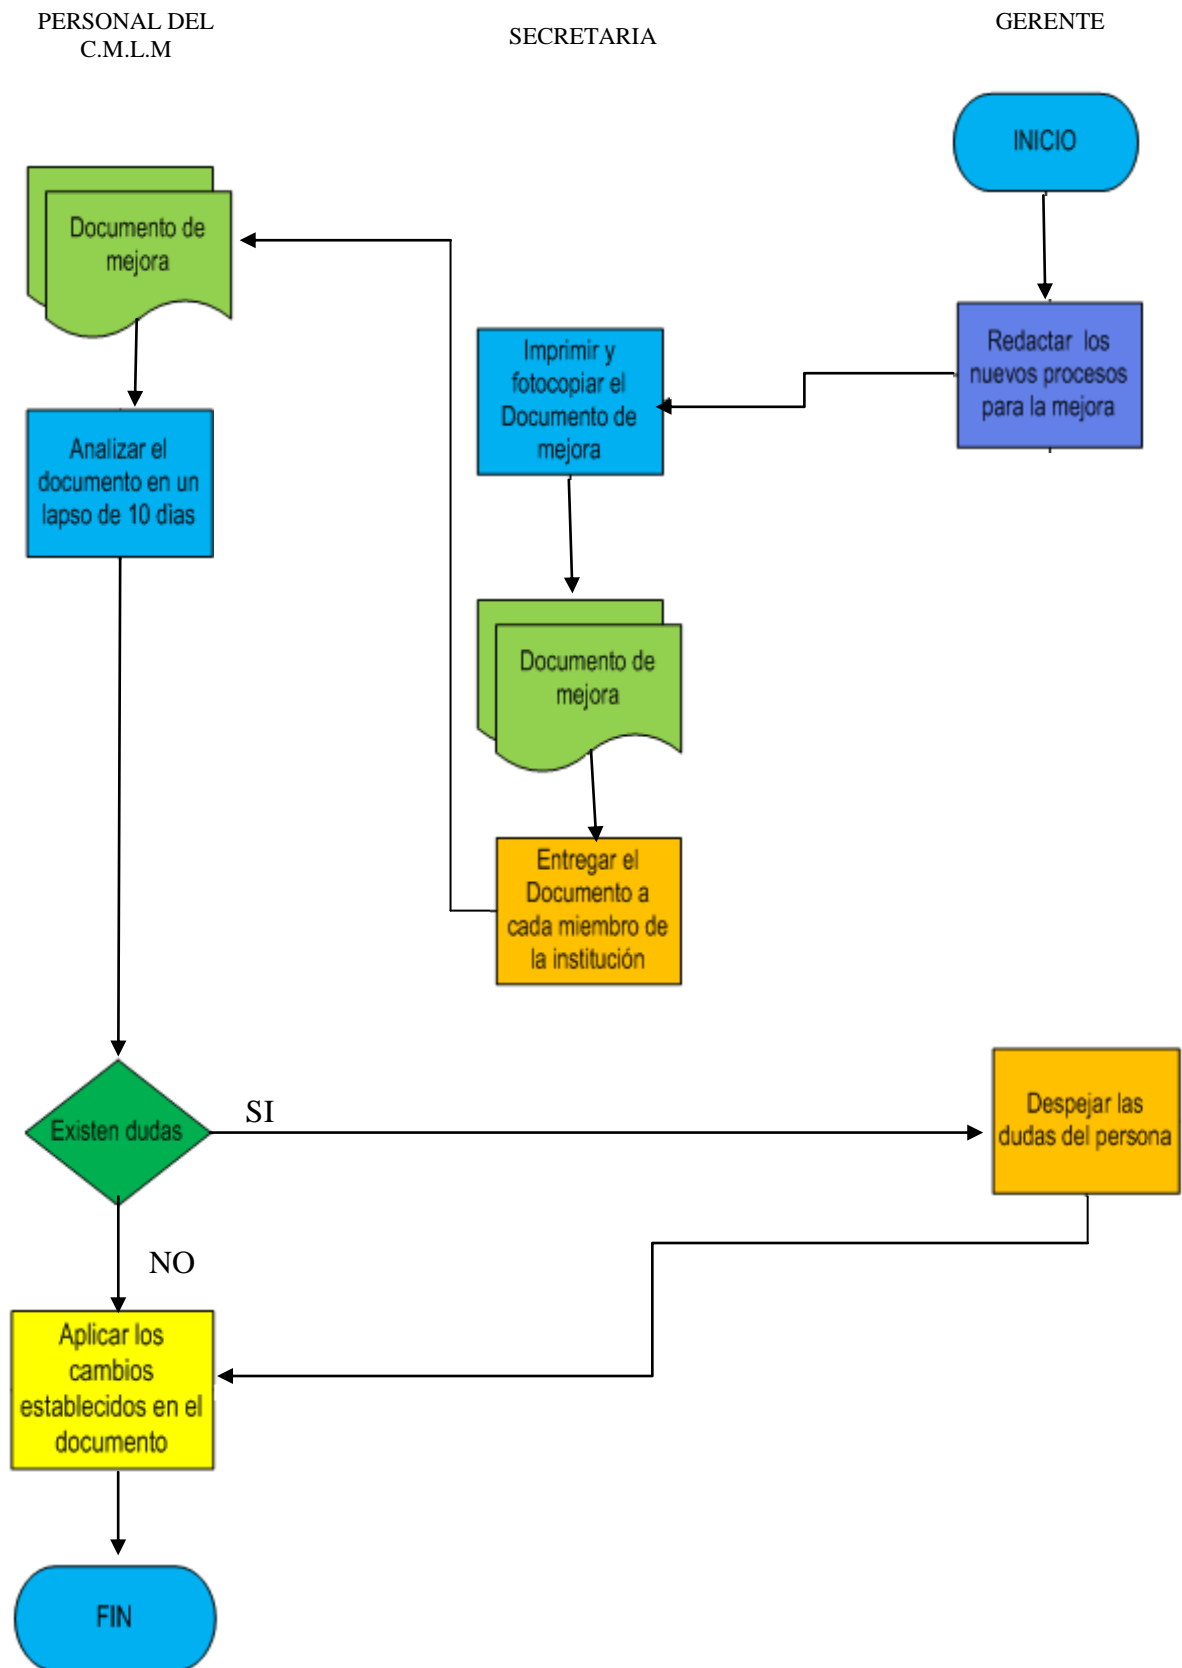 PERSONAL DEL
C.M.L.M
SECRETARIA
GERENTE
INICIO
Redactar los
nuevos procesos
para la mejora
Imprimir y
fotocopiar el
Documento de
mejora
Documento de
mejora
Entregar el
Documento a
cada miembro de
la institución
Documento de
mejora
Analizar el
documento en un
lapso de 10 dias
Existen dudas
SI
Despejar las
dudas del persona
NO
Aplicar los
cambios
establecidos en el
documento
FIN